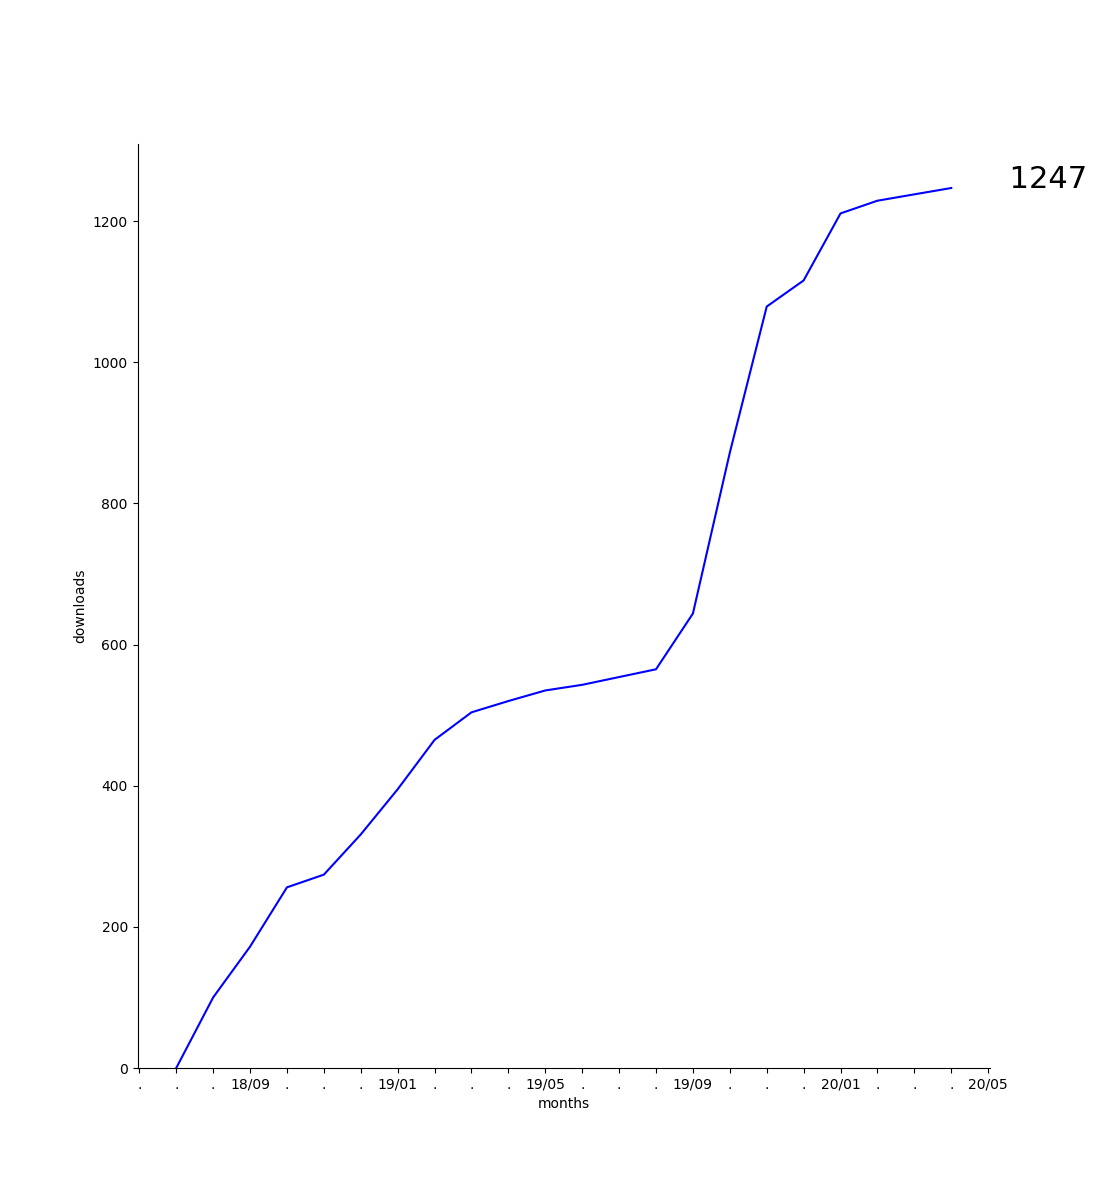 1247
1200
1000
800
600
400
200
0
downloads
. . . 18/09 . . . 19/01 . . . 19/05 . . . 19/09 . . . 20/01 . . . 20/05
months